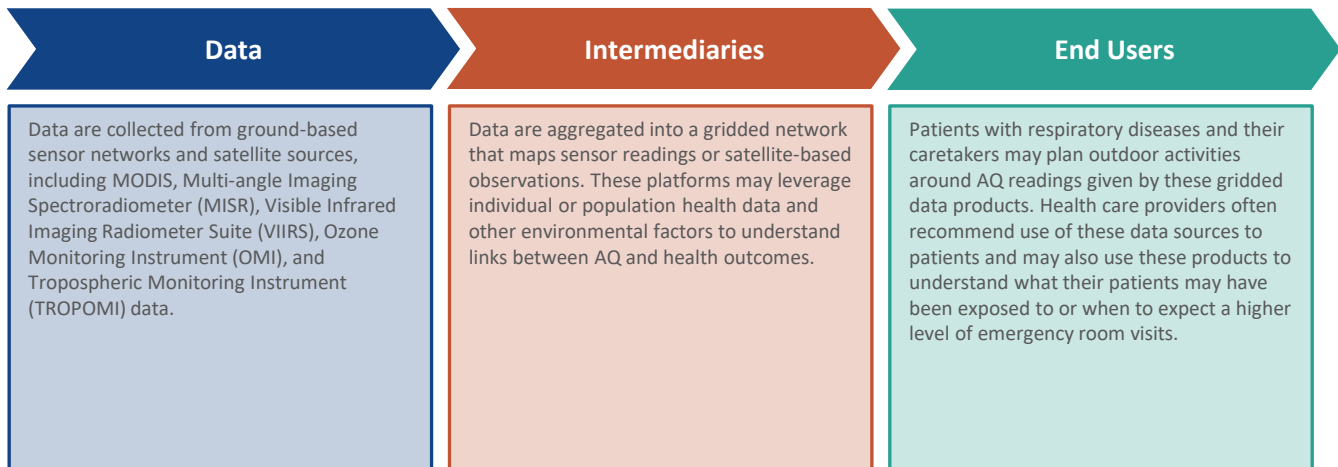 Data
Intermediaries
End Users
Data are collected from ground-based
sensor networks and satellite sources,
including MODIS, Multi-angle Imaging
Spectroradiometer (MISR), Visible Infrared
Imaging Radiometer Suite (VIIRS), Ozone
Monitoring Instrument (OMI), and
Tropospheric Monitoring Instrument
(TROPOMI) data.
Data are aggregated into a gridded network
that maps sensor readings or satellite-based
observations. These platforms may leverage
individual or population health data and
other environmental factors to understand
links between AQ and health outcomes.
Patients with respiratory diseases and their
caretakers may plan outdoor activities
around AQ readings given by these gridded
data products. Health care providers often
recommend use of these data sources to
patients and may also use these products to
understand what their patients may have
been exposed to or when to expect a higher
level of emergency room visits.